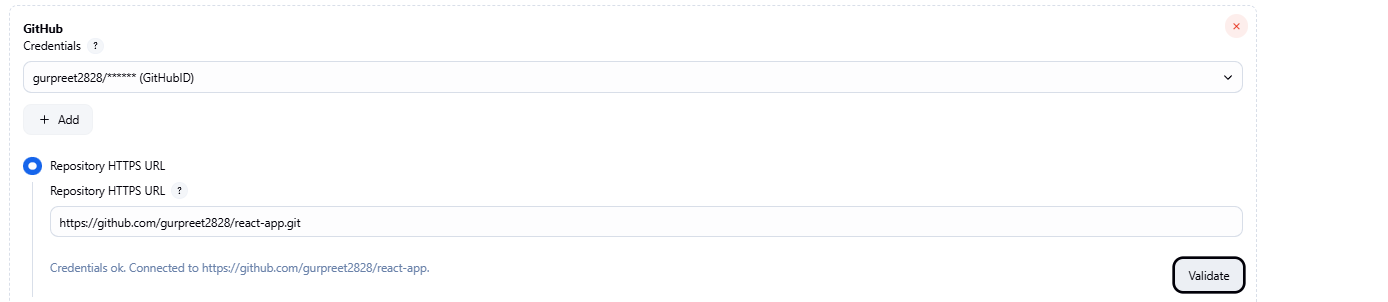 GitHub
Credentials ?
gurpreet2828/****** (GitHubID)
+ Add
Repository HTTPS URL
Repository HTTPS URL ?
https://github.com/gurpreet2828/react-app.git
Credentials ok. Connected to https://github.com/gurpreet2828/react-app.
Validate